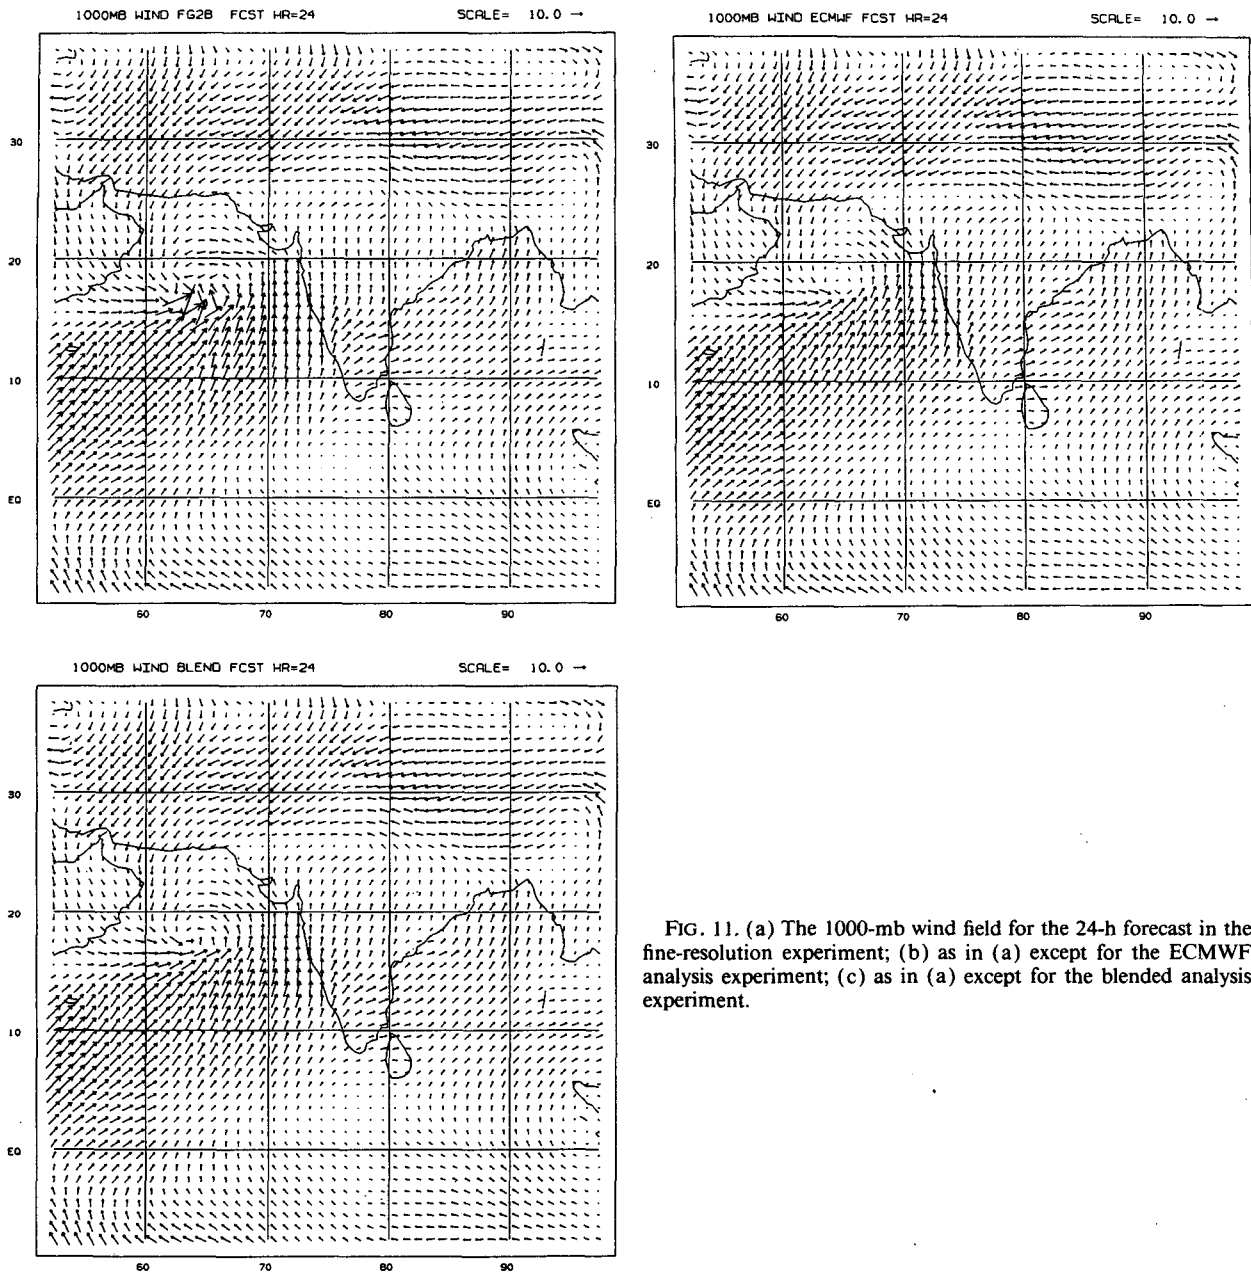 1000MB WIND FG2B FCST HR=24 SCALE= 10.0 →
30
20
10
EQ
60 70 80 90
1000MB WIND ECMWF FCST HR=24 SCALE= 10.0 →
30
20
10
EQ
60 70 80 90
1000MB WIND BLEND FCST HR=24 SCALE= 10.0 →
30
20
10
EQ
60 70 80 90
FIG. 11. (a) The 1000-mb wind field for the 24-h forecast in the
fine-resolution experiment; (b) as in (a) except for the ECMWF
analysis experiment; (c) as in (a) except for the blended analysis
experiment.